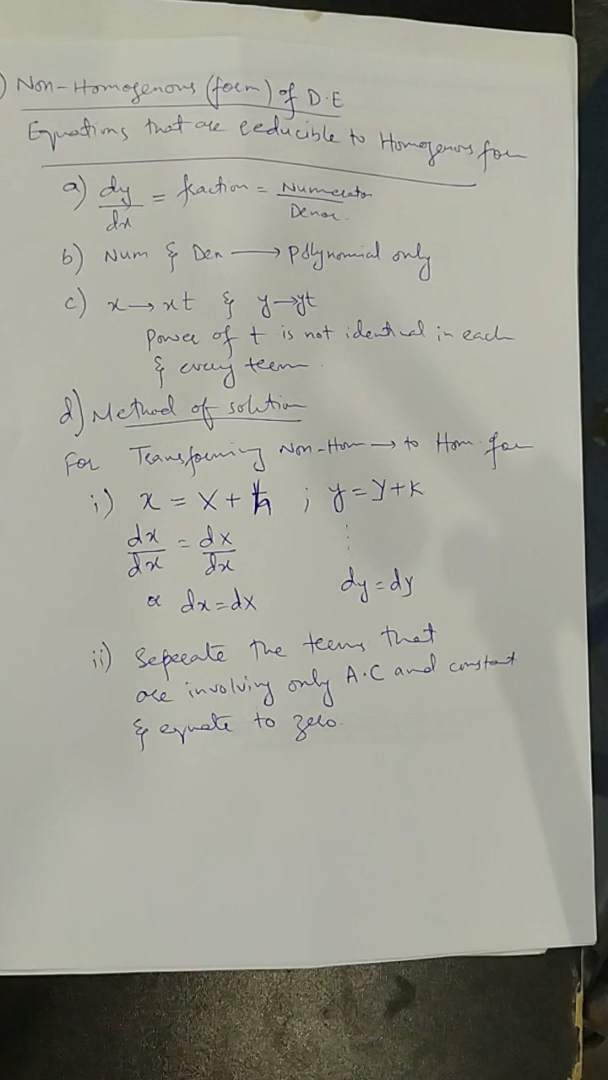 ) Non-Homogenous (form) of D.E
Equations that are reducible to Homogenous form
a) dy/dx = fraction = Numerator/Denor.
b) Num & Den → polynomial only
c) x → xt & y → yt
Power of t is not identical in each
& every term.
d) Method of solution
For Transforming Non-Hom → to Hom. for
i) x = X + h ; y = Y + K
dx/dx = dX/dx
or dx = dX dy = dy
ii) Seperate the terms that
are involving only A.C and constant
& equate to zero.